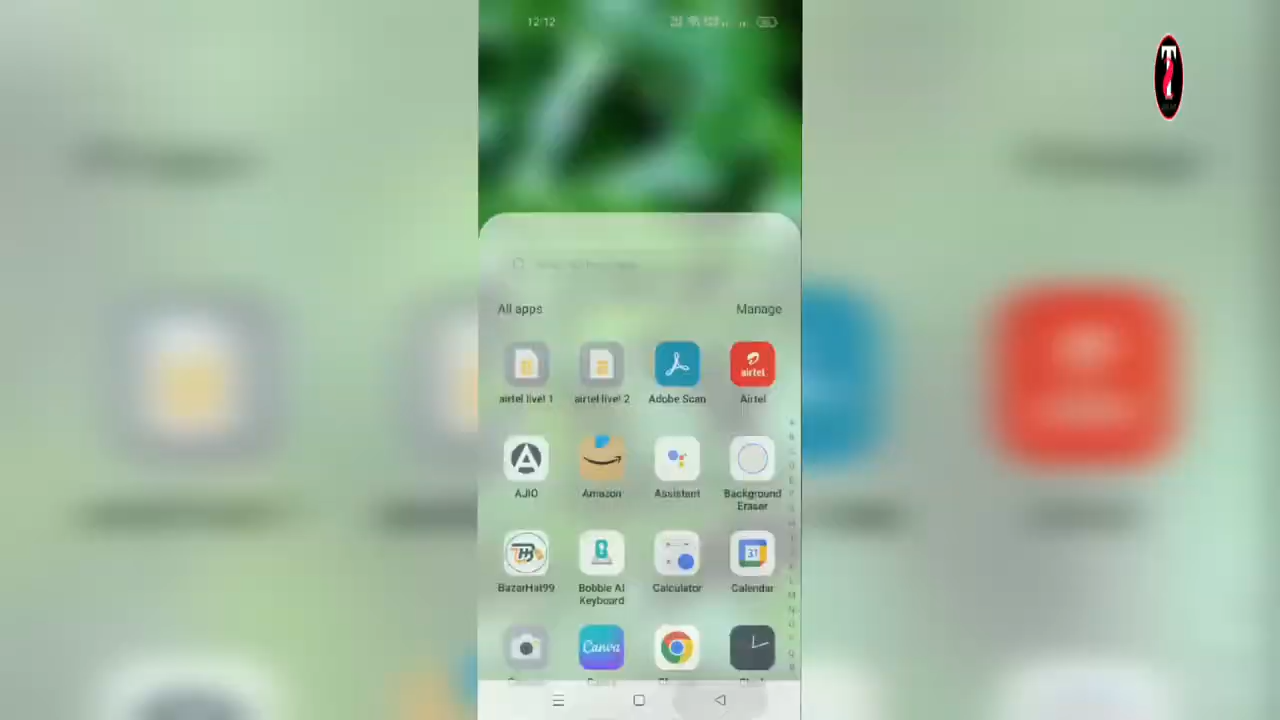 12:12
All apps Manage
airtel live! 1 airtel live! 2 Adobe Scan airtel Airtel
AJIO Amazon Assistant Background
Eraser
31
BazarHat99 Bobble AI Calculator Calendar
Keyboard
Canva